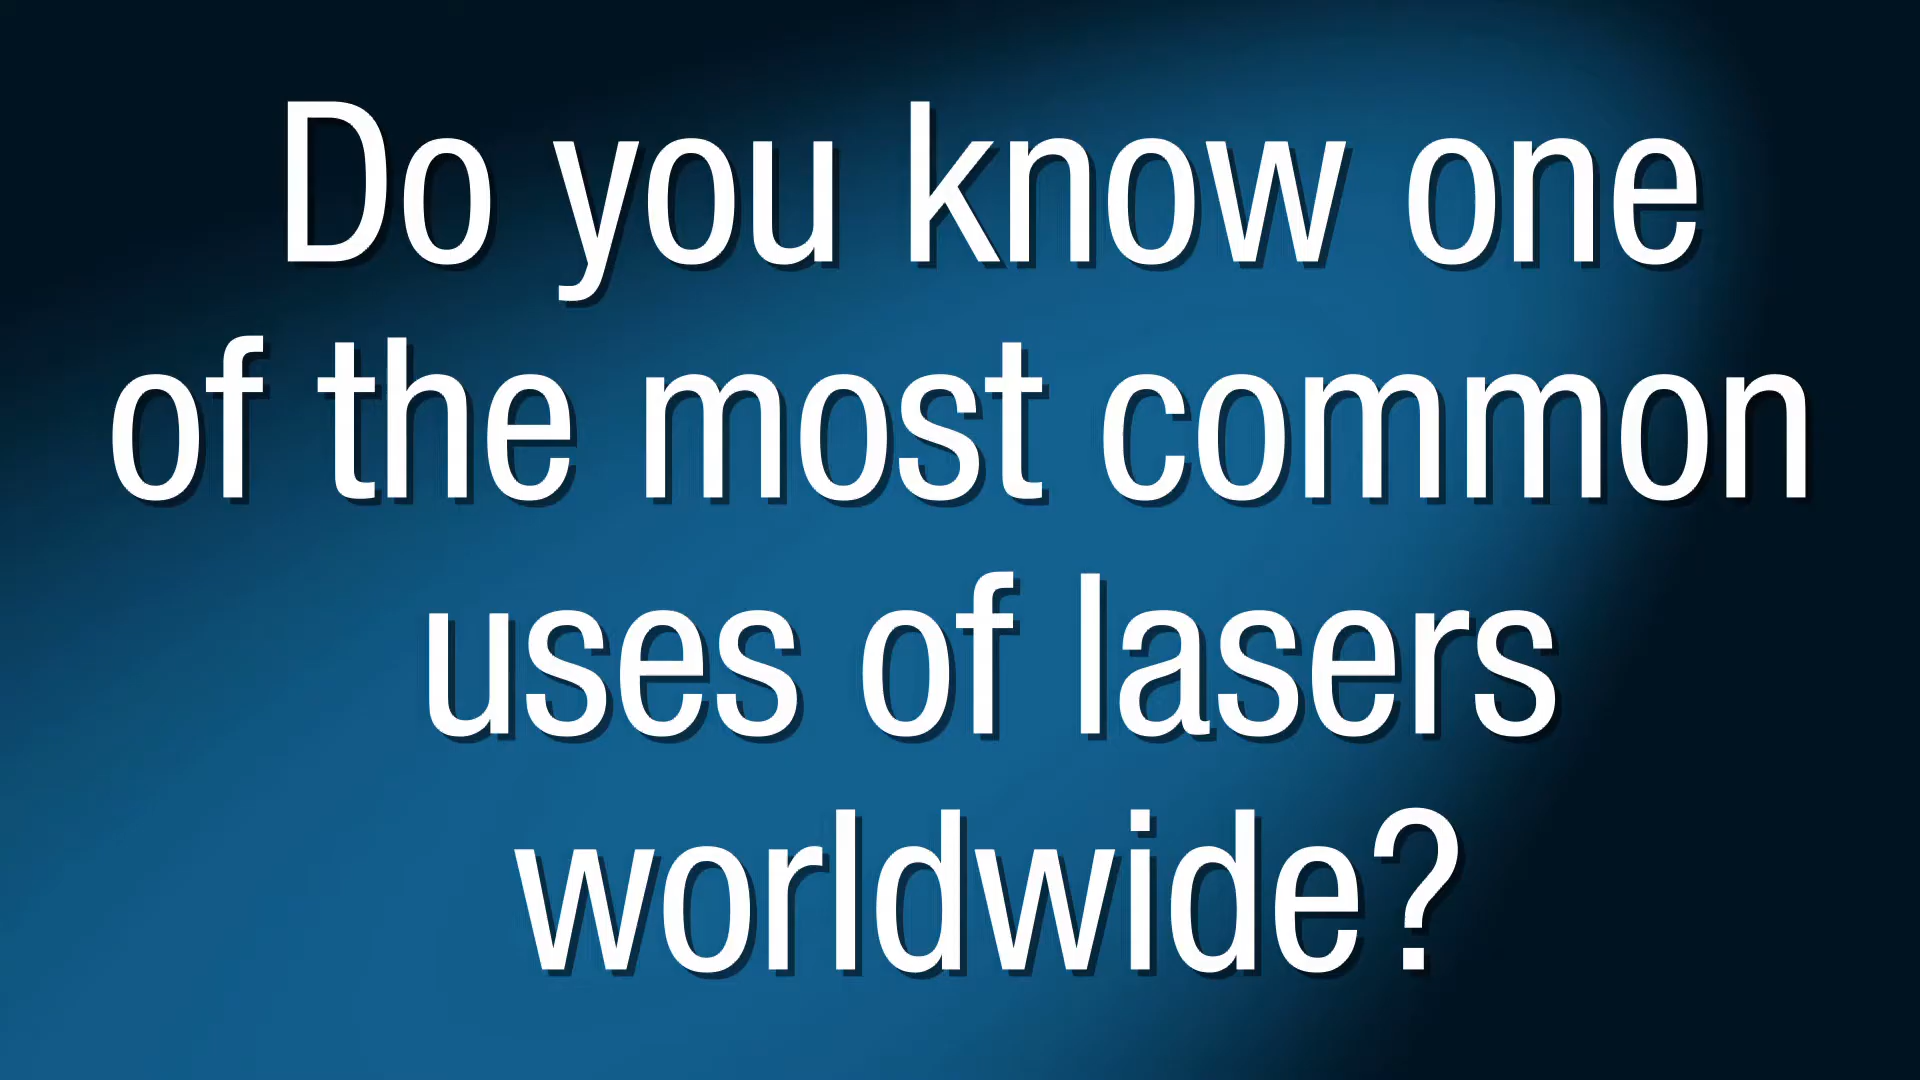 Do you know one
of the most common
uses of lasers
worldwide?